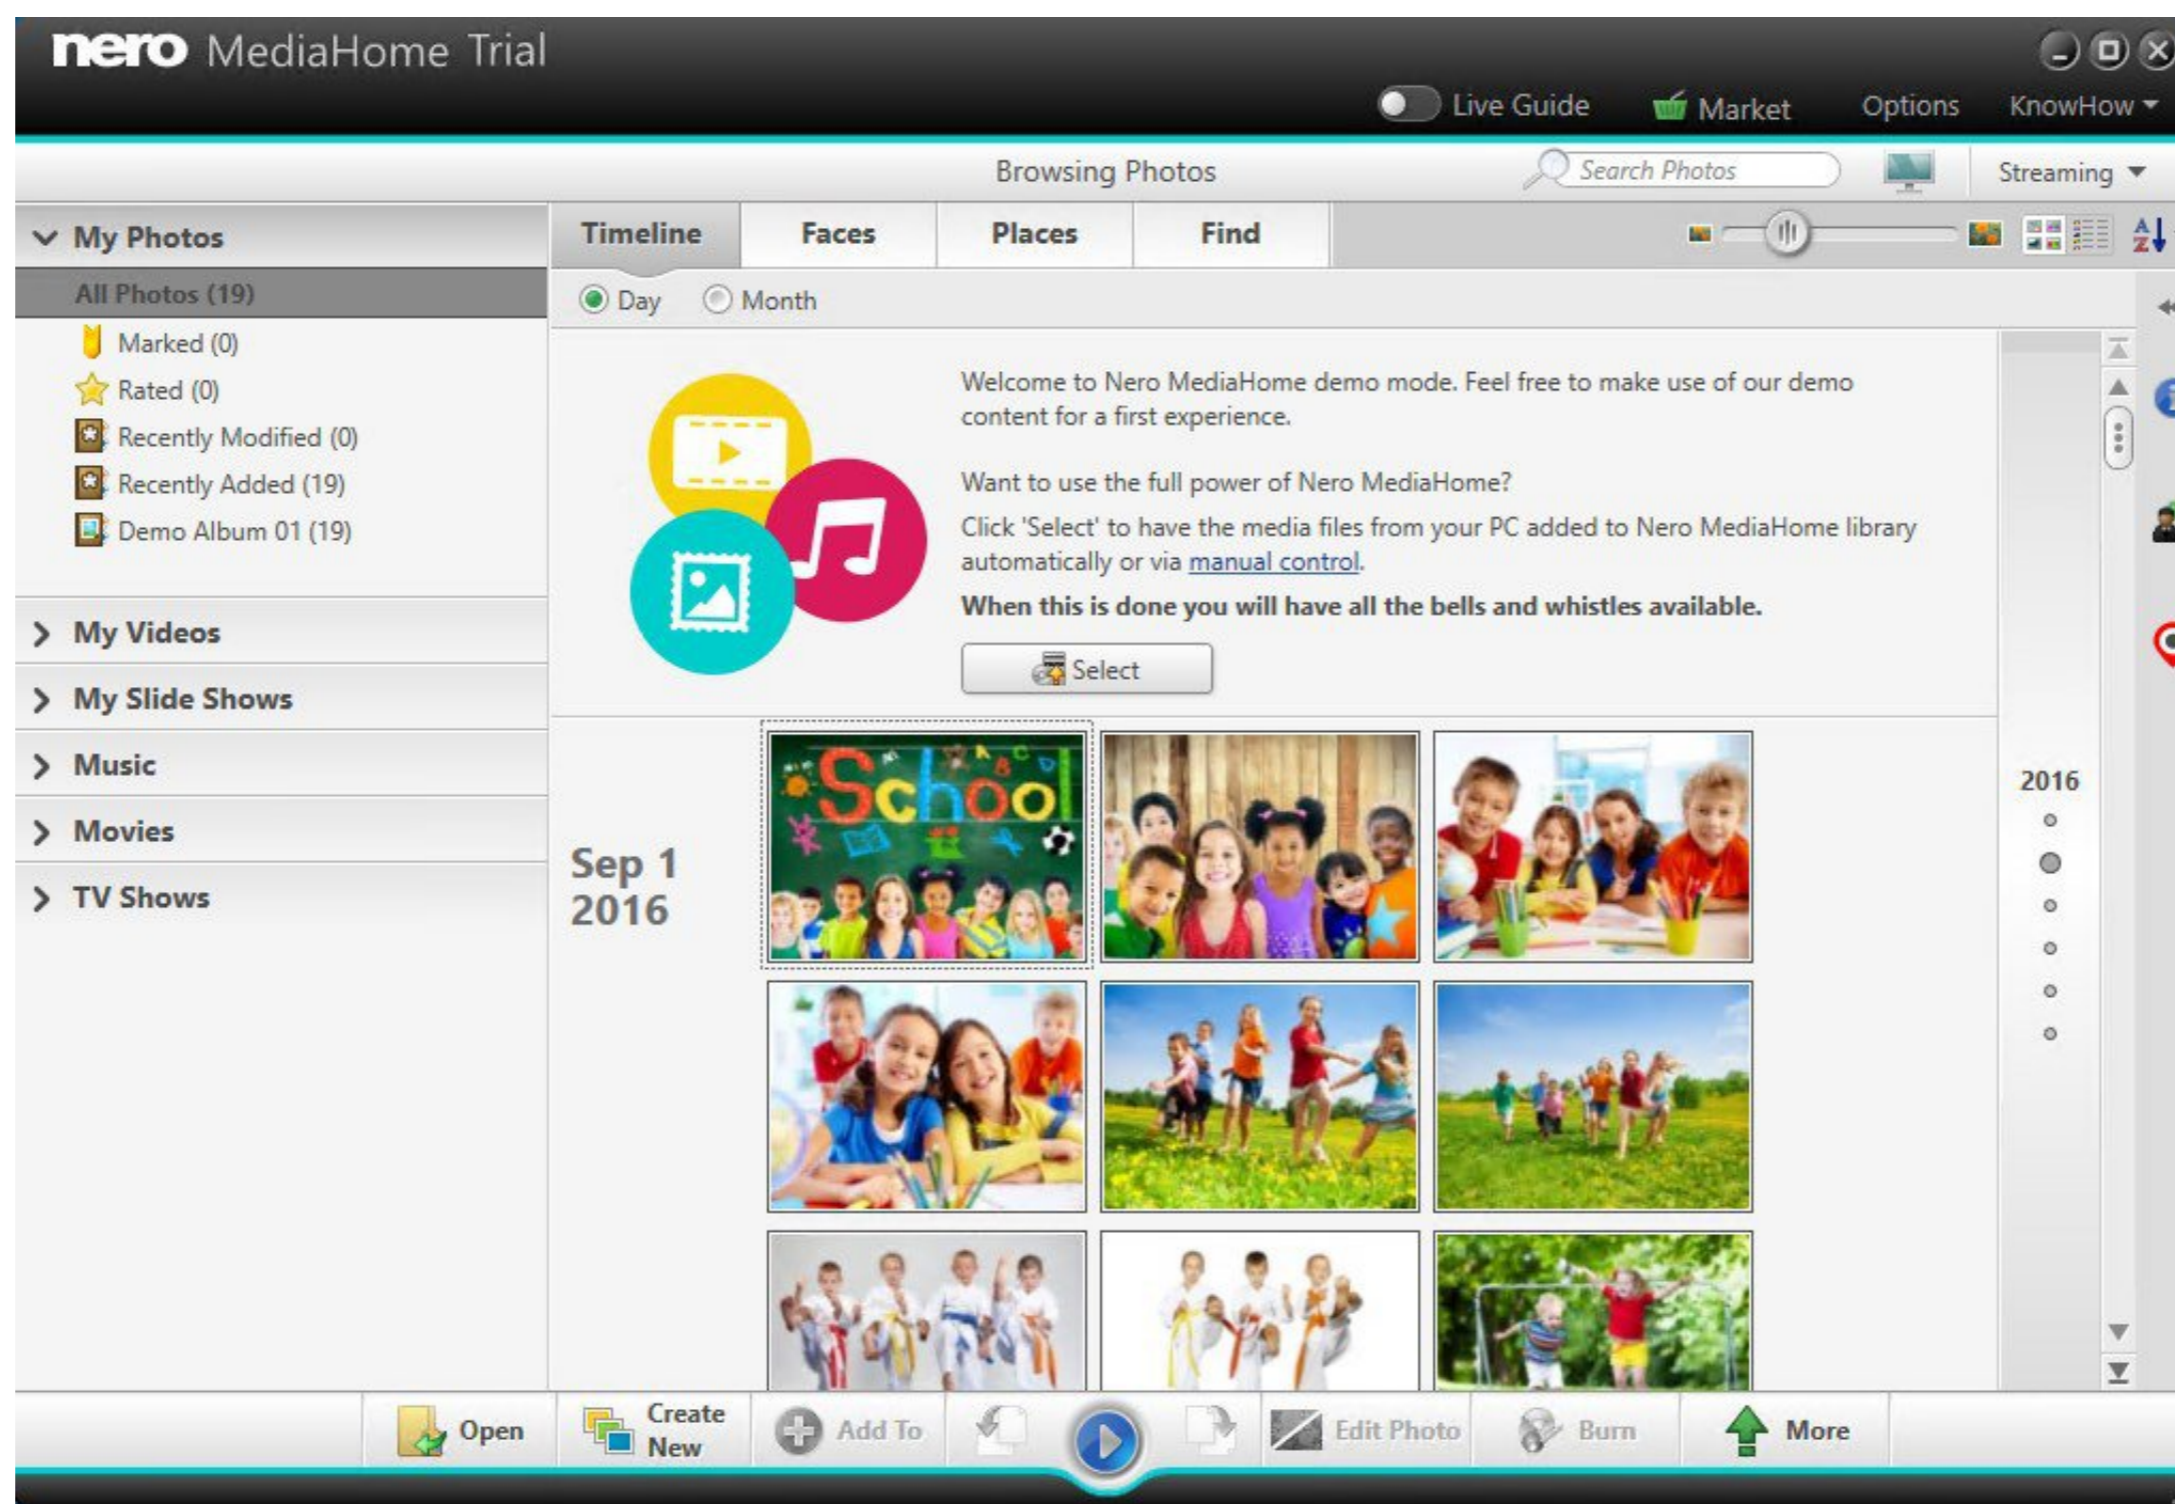 nero MediaHome Trial
Live Guide
Market
Options
KnowHow
Browsing Photos
Search Photos
Streaming
My Photos
Timeline
Faces
Places
Find
All Photos (19)
Day
Month
Marked (0)
Rated (0)
Recently Modified (0)
Recently Added (19)
Demo Album 01 (19)
My Videos
My Slide Shows
Music
Movies
TV Shows
Welcome to Nero MediaHome demo mode. Feel free to make use of our demo
content for a first experience.
Want to use the full power of Nero MediaHome?
Click 'Select' to have the media files from your PC added to Nero MediaHome library
automatically or via manual control.
When this is done you will have all the bells and whistles available.
Select
Sep 1
2016
School
A B C D
2016
Open
Create
New
Add To
Edit Photo
Burn
More